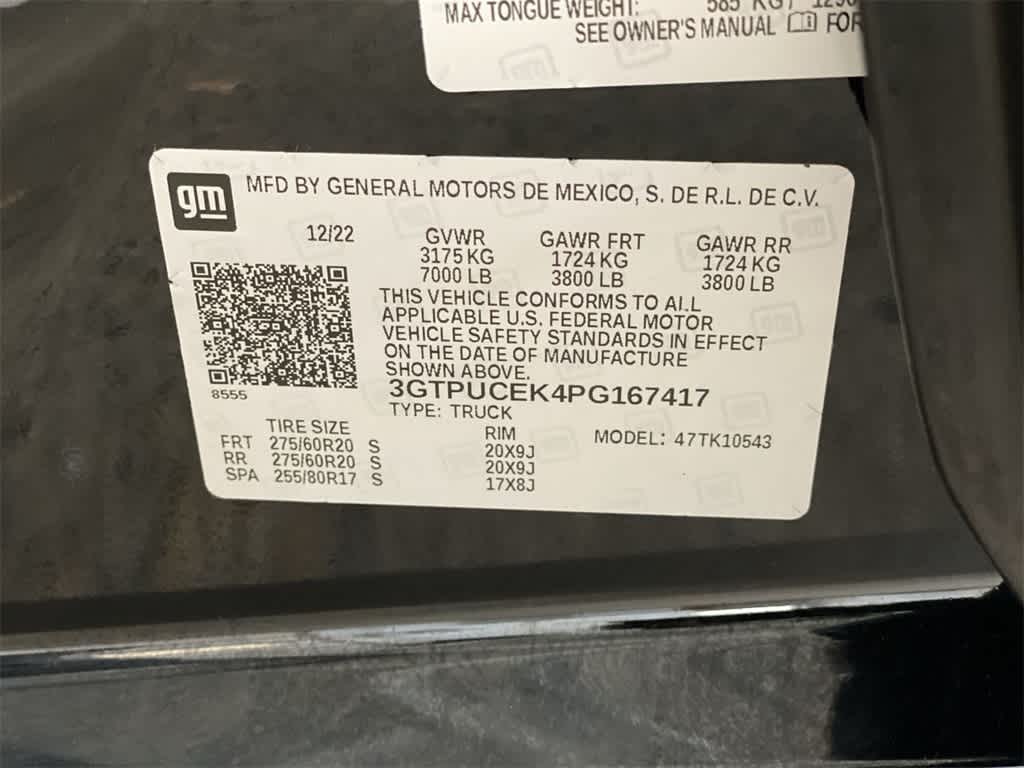 MAX TONGUE WEIGHT: 585 KG
SEE OWNER'S MANUAL FOR
gm MFD BY GENERAL MOTORS DE MEXICO, S. DE R.L. DE C.V.
12/22 GVWR GAWR FRT GAWR RR
3175 KG 1724 KG 1724 KG
7000 LB 3800 LB 3800 LB
THIS VEHICLE CONFORMS TO ALL
APPLICABLE U.S. FEDERAL MOTOR
VEHICLE SAFETY STANDARDS IN EFFECT
ON THE DATE OF MANUFACTURE
SHOWN ABOVE.
8555 3GTPUCEK4PG167417
TYPE: TRUCK
TIRE SIZE RIM MODEL: 47TK10543
FRT 275/60R20 S 20X9J
RR 275/60R20 S 20X9J
SPA 255/80R17 S 17X8J